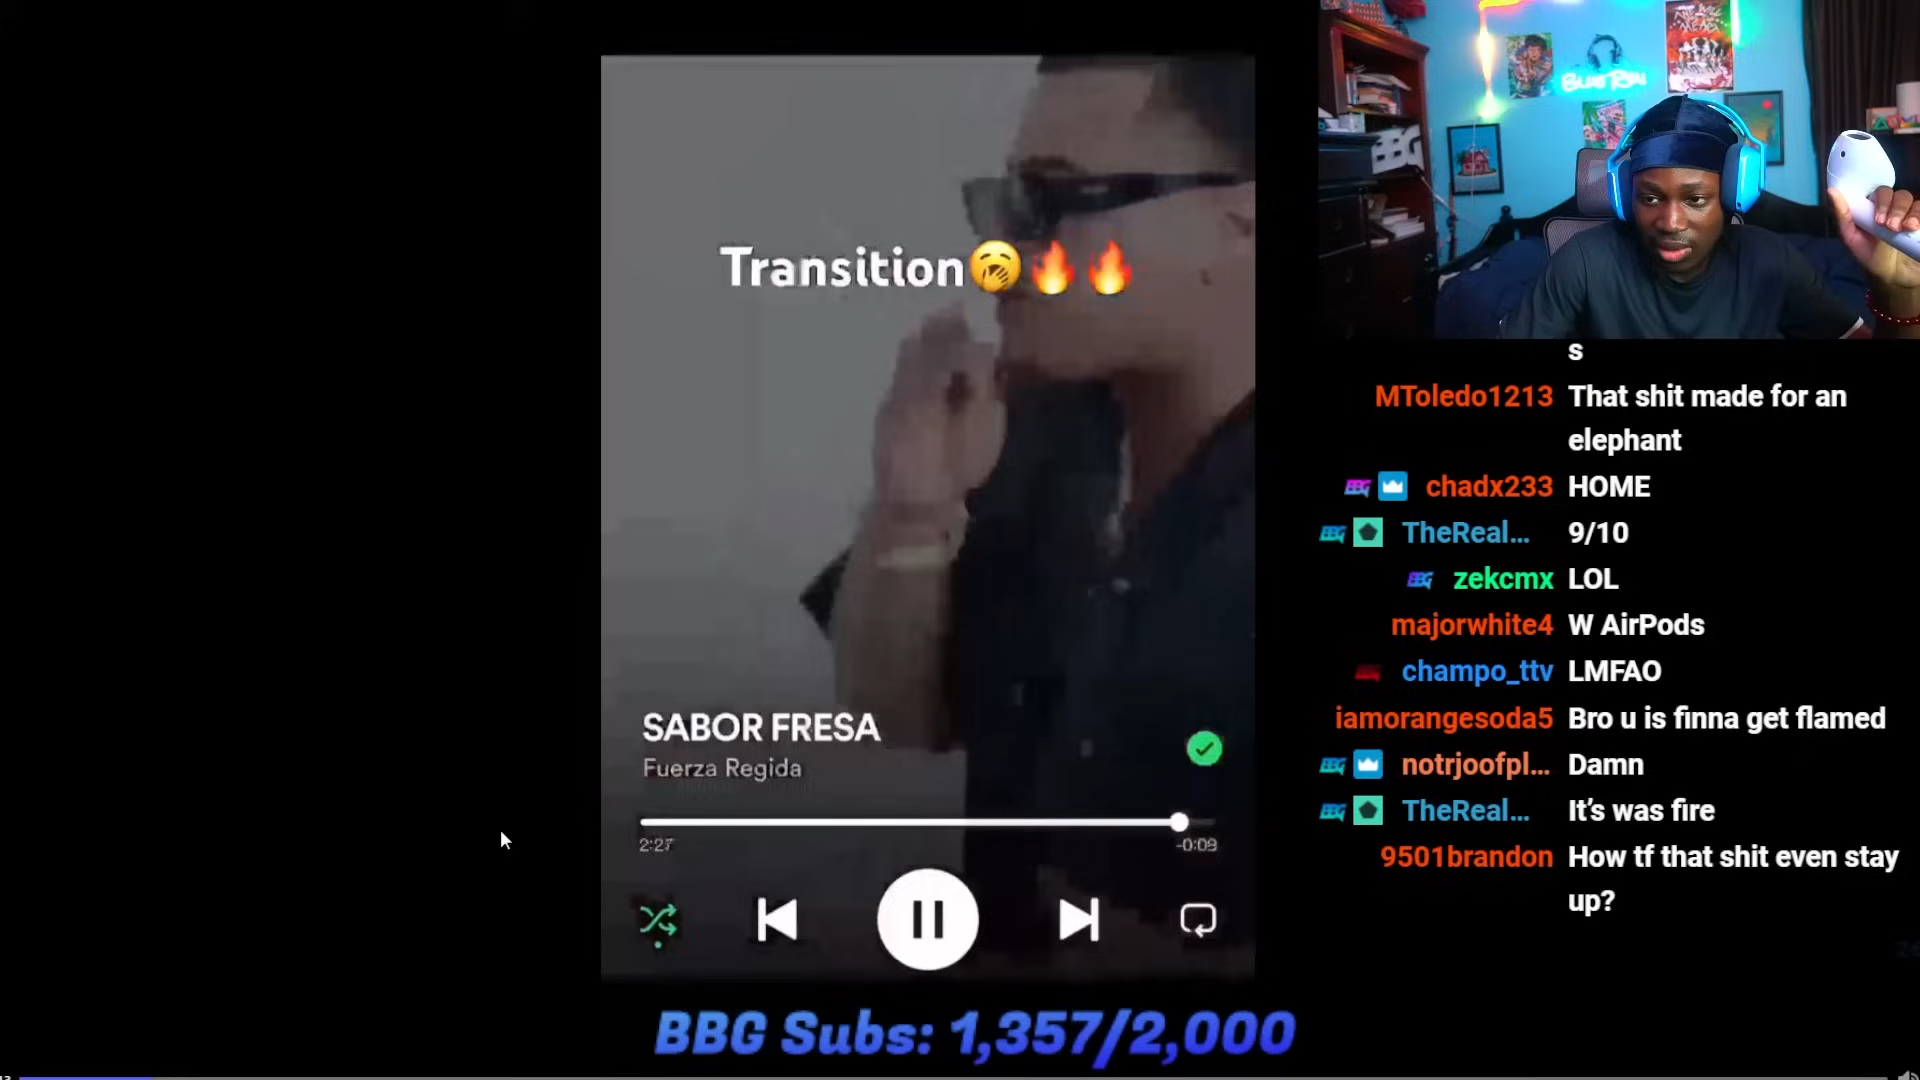 Transition🥱🔥🔥
SABOR FRESA
Fuerza Regida
2:27
-0:09
BBG Subs: 1,357/2,000
BBG
s
MToledo1213 That shit made for an
elephant
chadx233 HOME
TheReal... 9/10
zekcmx LOL
majorwhite4 W AirPods
champo_ttv LMFAO
iamorangesoda5 Bro u is finna get flamed
notrjoofpl... Damn
TheReal... It's was fire
9501brandon How tf that shit even stay
up?